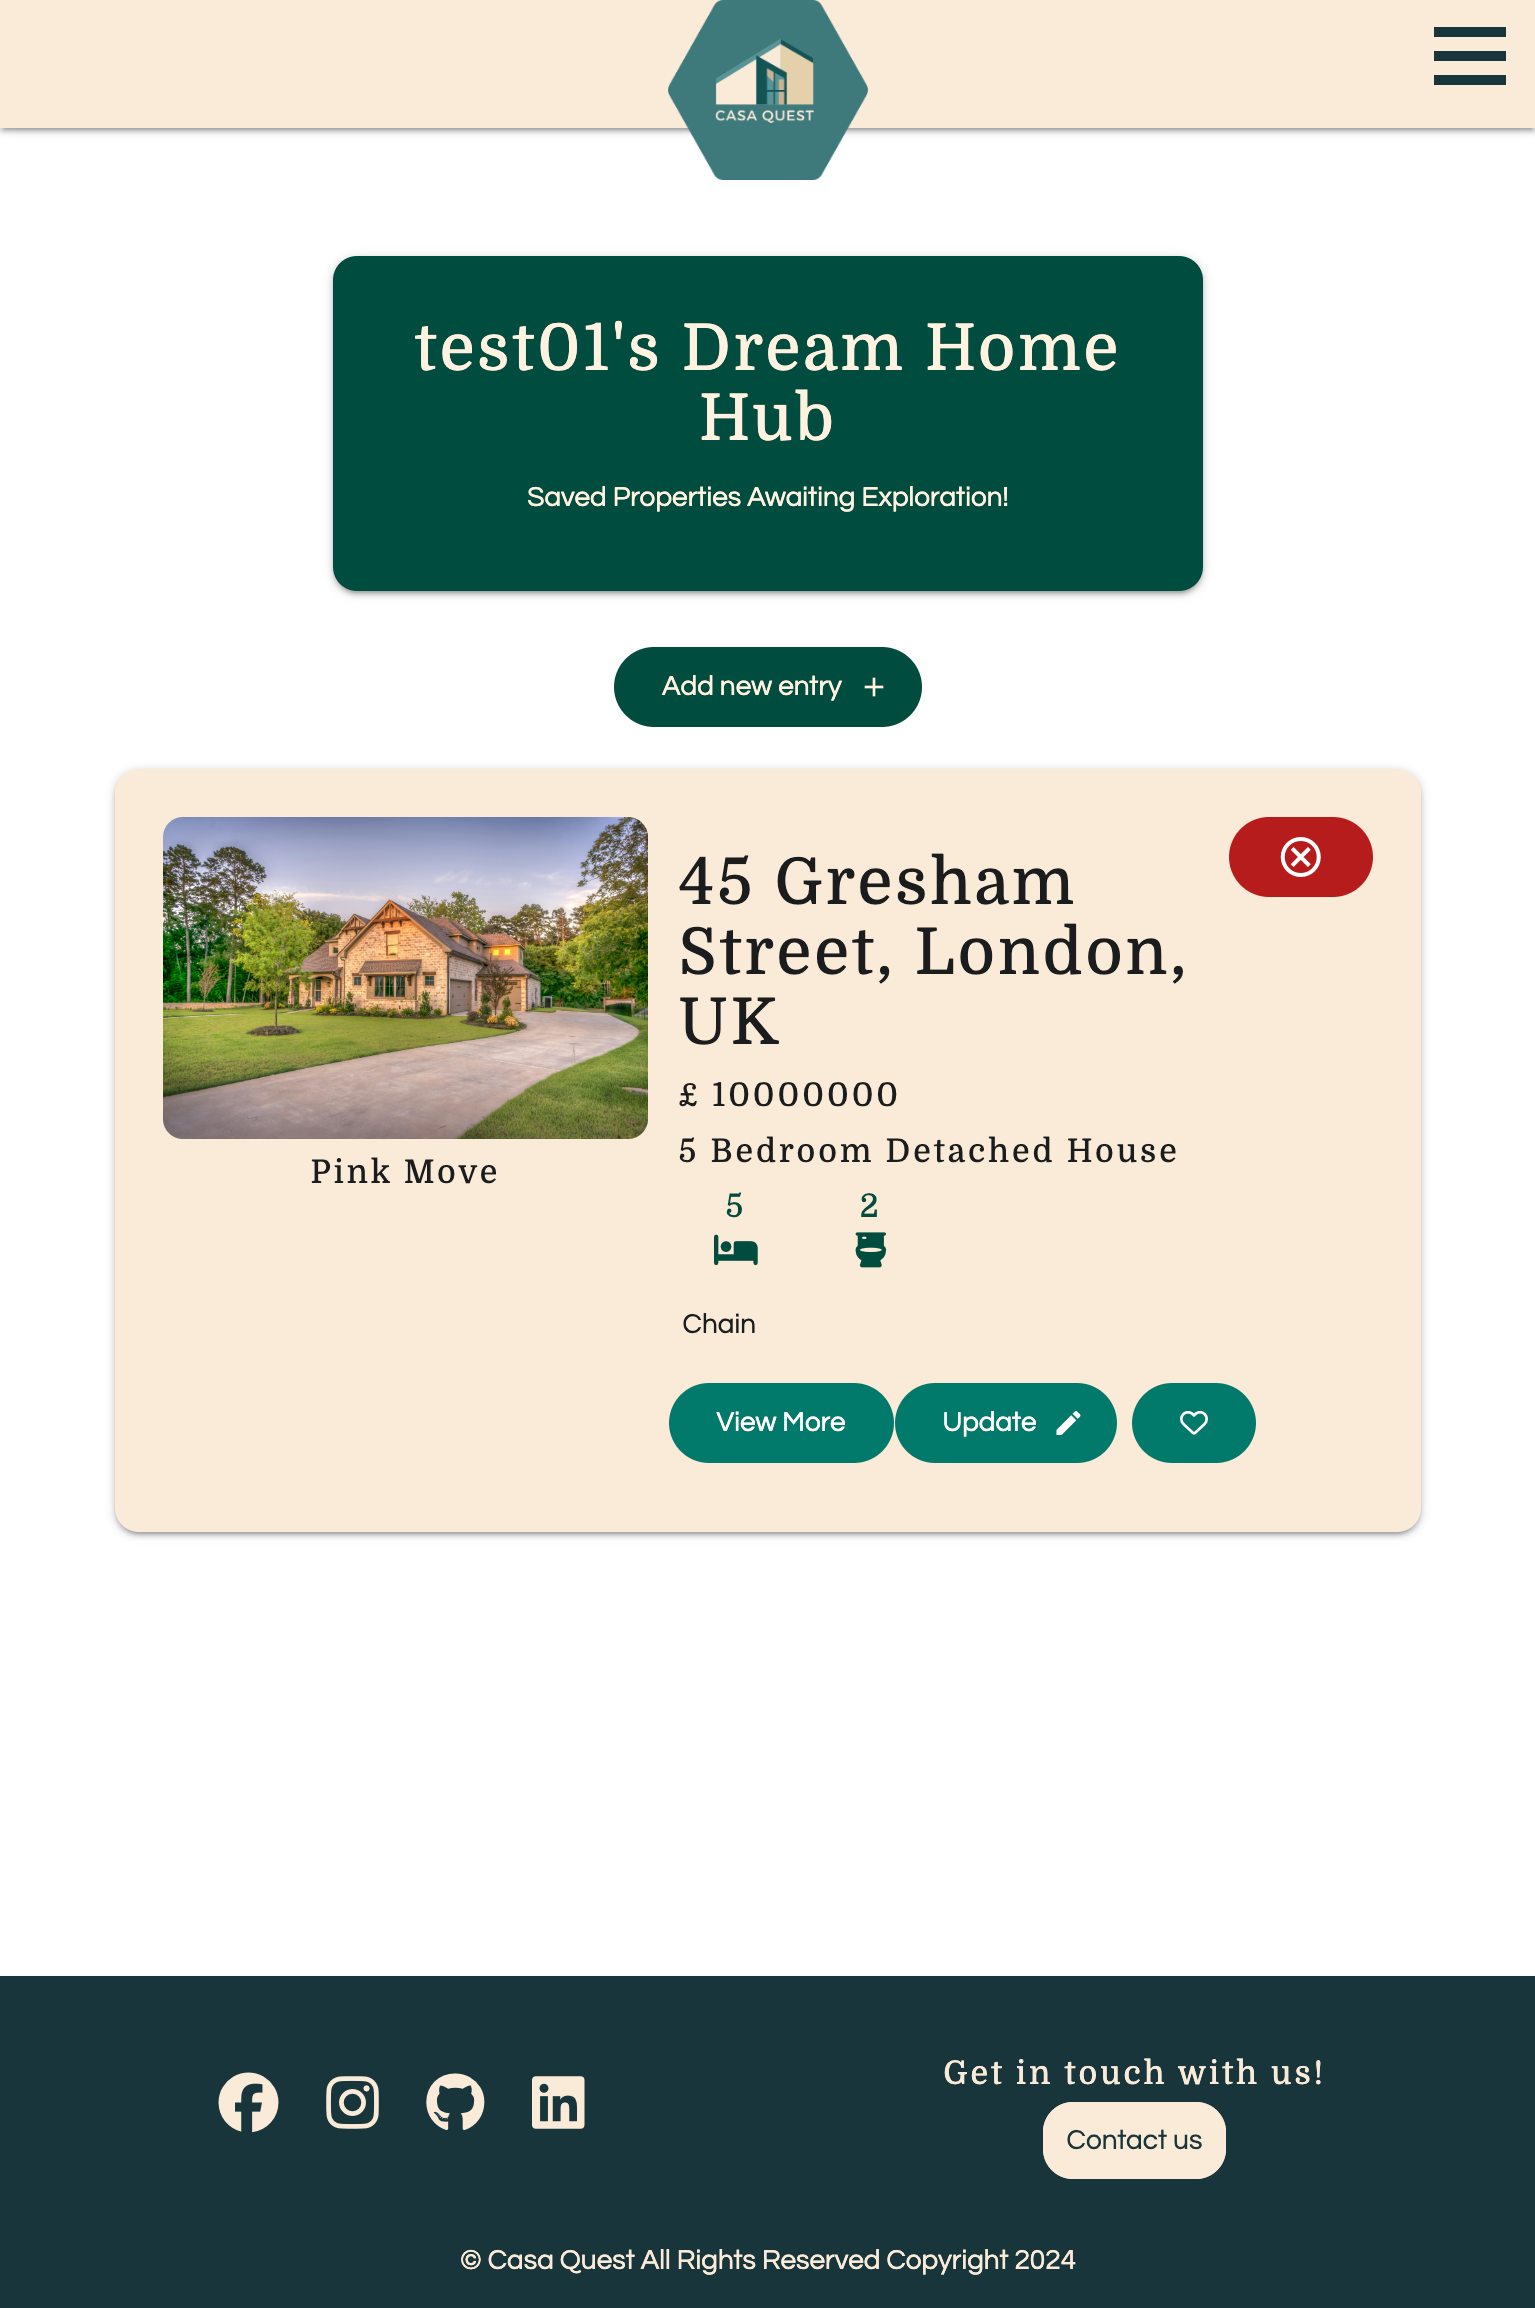 CASA QUEST
test01's Dream Home
Hub
Saved Properties Awaiting Exploration!
Add new entry
45 Gresham
Street, London,
UK
£ 10000000
5 Bedroom Detached House
Pink Move
5 2
Chain
View More
Update
Get in touch with us!
Contact us
© Casa Quest All Rights Reserved Copyright 2024